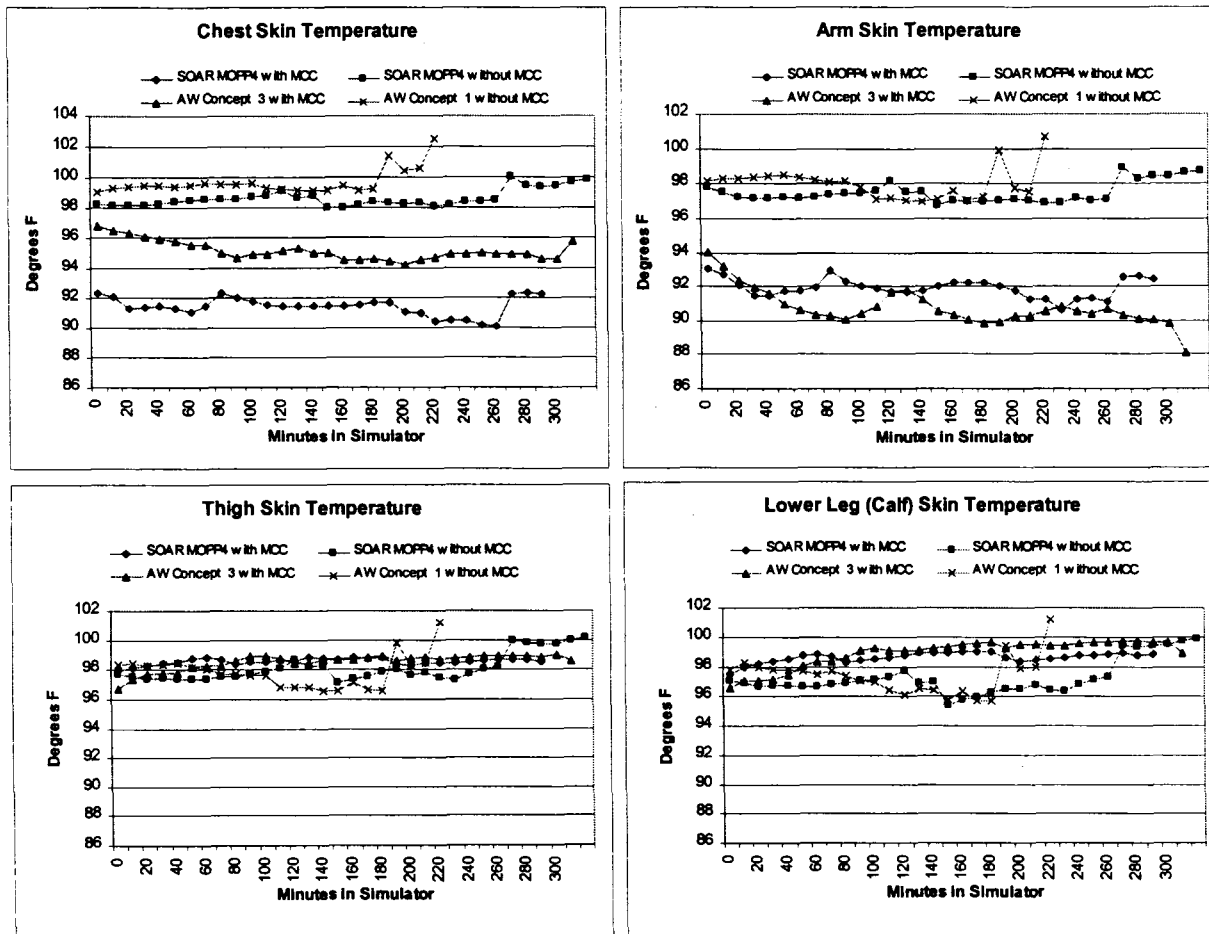 Chest Skin Temperature
SOAR MOPP4 with MCC
SOAR MOPP4 without MCC
AW Concept 3 with MCC
AW Concept 1 without MCC
104
102
100
98
96
94
92
90
88
86
Degrees F
0 20 40 60 80 100 120 140 160 180 200 220 240 260 280 300
Minutes in Simulator
Arm Skin Temperature
SOAR MOPP4 with MCC
SOAR MOPP4 without MCC
AW Concept 3 with MCC
AW Concept 1 without MCC
102
100
98
96
94
92
90
88
86
Degrees F
0 20 40 60 80 100 120 140 160 180 200 220 240 260 280 300
Minutes in Simulator
Thigh Skin Temperature
SOAR MOPP4 with MCC
SOAR MOPP4 without MCC
AW Concept 3 with MCC
AW Concept 1 without MCC
102
100
98
96
94
92
90
88
86
Degrees F
0 20 40 60 80 100 120 140 160 180 200 220 240 260 280 300
Minutes in Simulator
Lower Leg (Calf) Skin Temperature
SOAR MOPP4 with MCC
SOAR MOPP4 without MCC
AW Concept 3 with MCC
AW Concept 1 without MCC
102
100
98
96
94
92
90
88
86
Degrees F
0 20 40 60 80 100 120 140 160 180 200 220 240 260 280 300
Minutes in Simulator